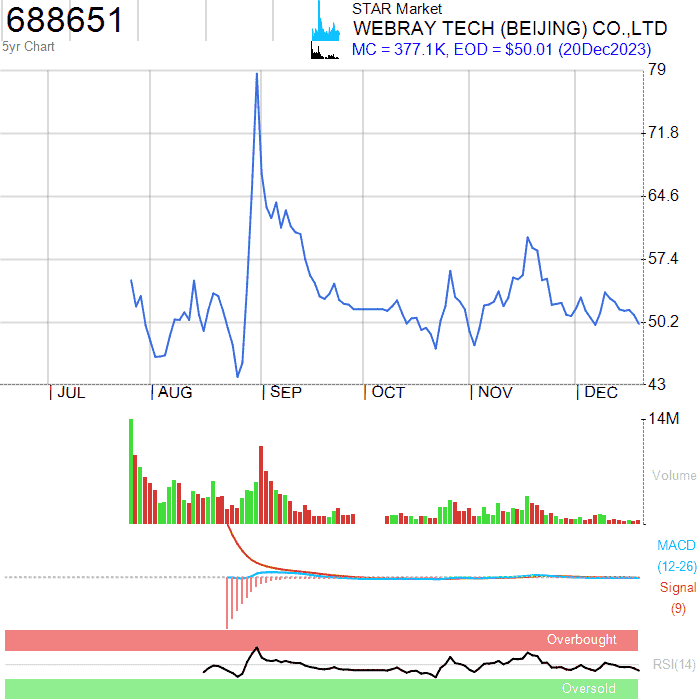 688651
5yr Chart
STAR Market
WEBRAY TECH (BEIJING) CO.,LTD
MC = 377.1K, EOD = $50.01 (20Dec2023)
79
71.8
64.6
57.4
50.2
43
JUL AUG SEP OCT NOV DEC
14M
Volume
MACD
(12-26)
Signal
(9)
Overbought
RSI(14)
Oversold